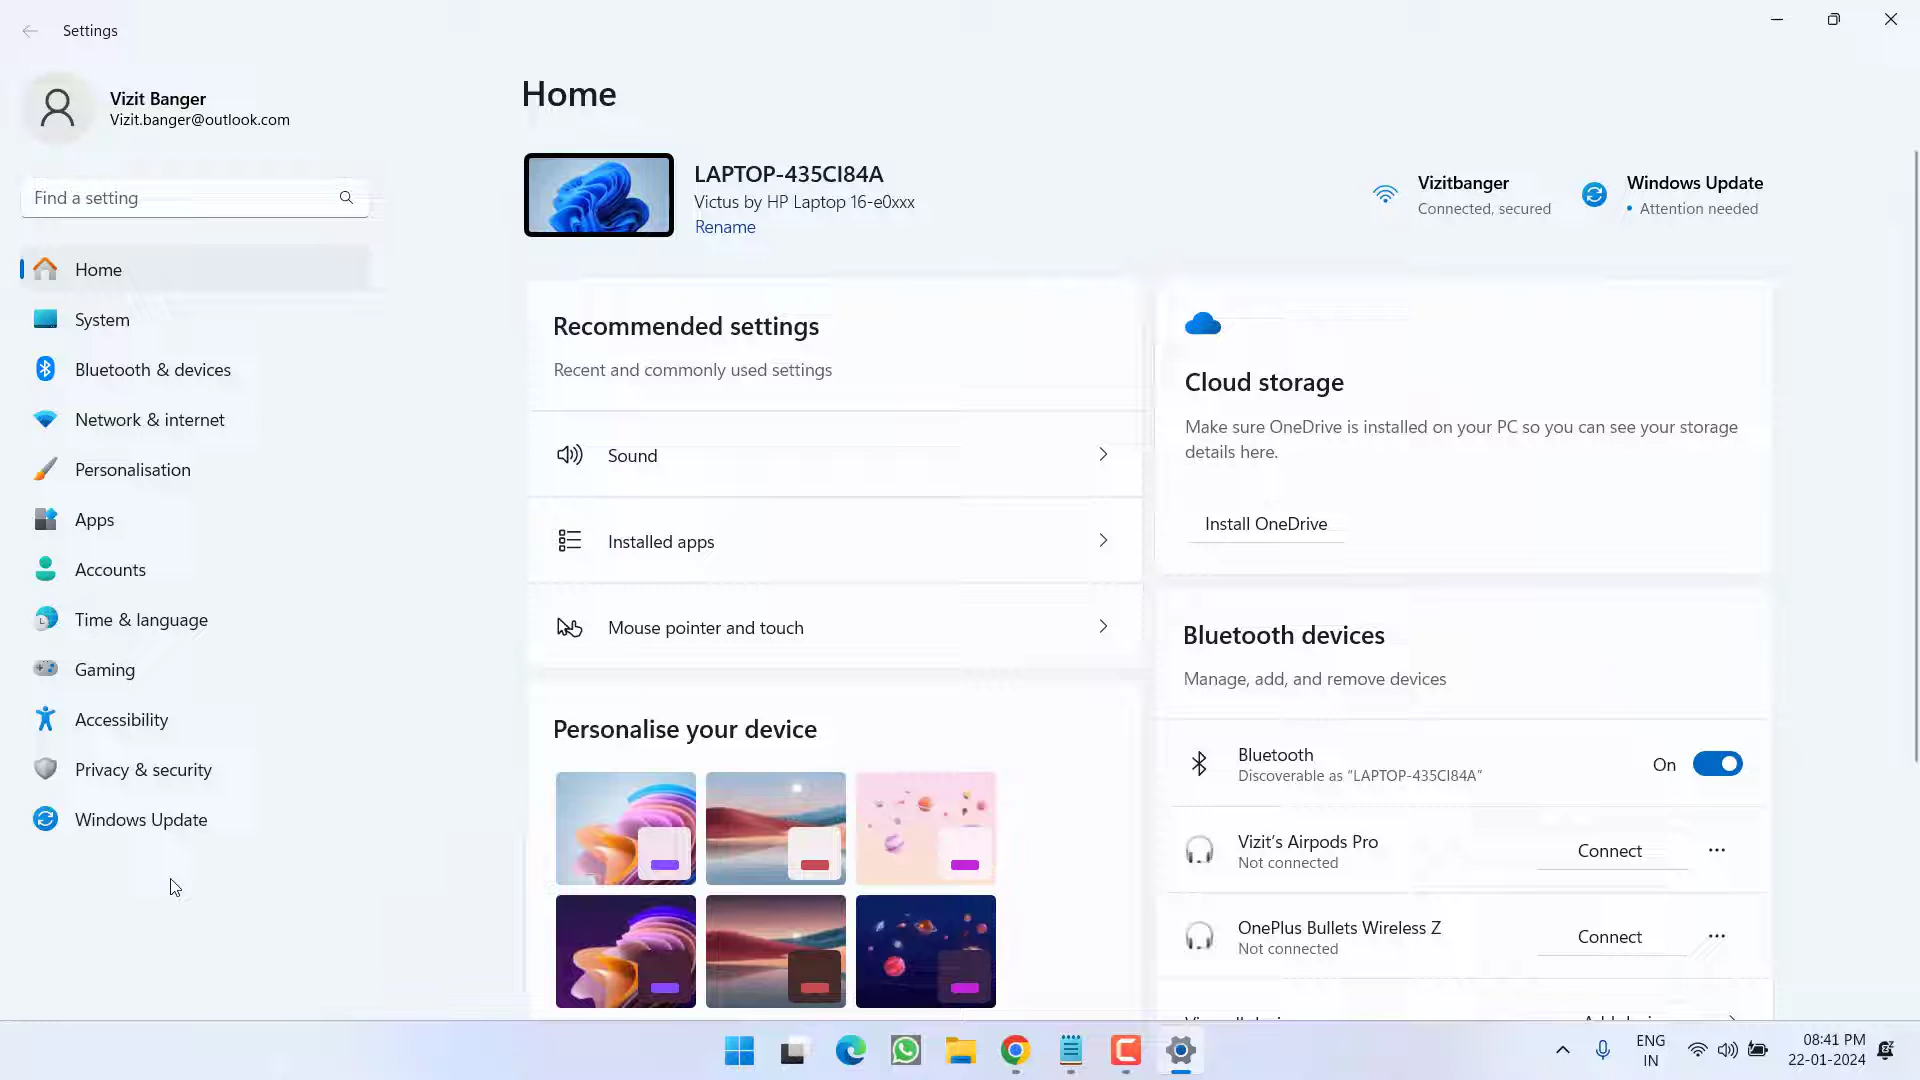 Settings
Vizit Banger
Vizit.banger@outlook.com
Find a setting
Home
System
Bluetooth & devices
Network & internet
Personalisation
Apps
Accounts
Time & language
Gaming
Accessibility
Privacy & security
Windows Update
Home
LAPTOP-435CI84A
Victus by HP Laptop 16-e0xxx
Rename
Vizitbanger
Connected, secured
Windows Update
• Attention needed
Recommended settings
Recent and commonly used settings
Sound
Installed apps
Mouse pointer and touch
Personalise your device
Cloud storage
Make sure OneDrive is installed on your PC so you can see your storage
details here.
Install OneDrive
Bluetooth devices
Manage, add, and remove devices
Bluetooth
Discoverable as "LAPTOP-435CI84A"
On
Vizit's Airpods Pro
Not connected
Connect
OnePlus Bullets Wireless Z
Not connected
Connect
ENG
IN
08:41 PM
22-01-2024